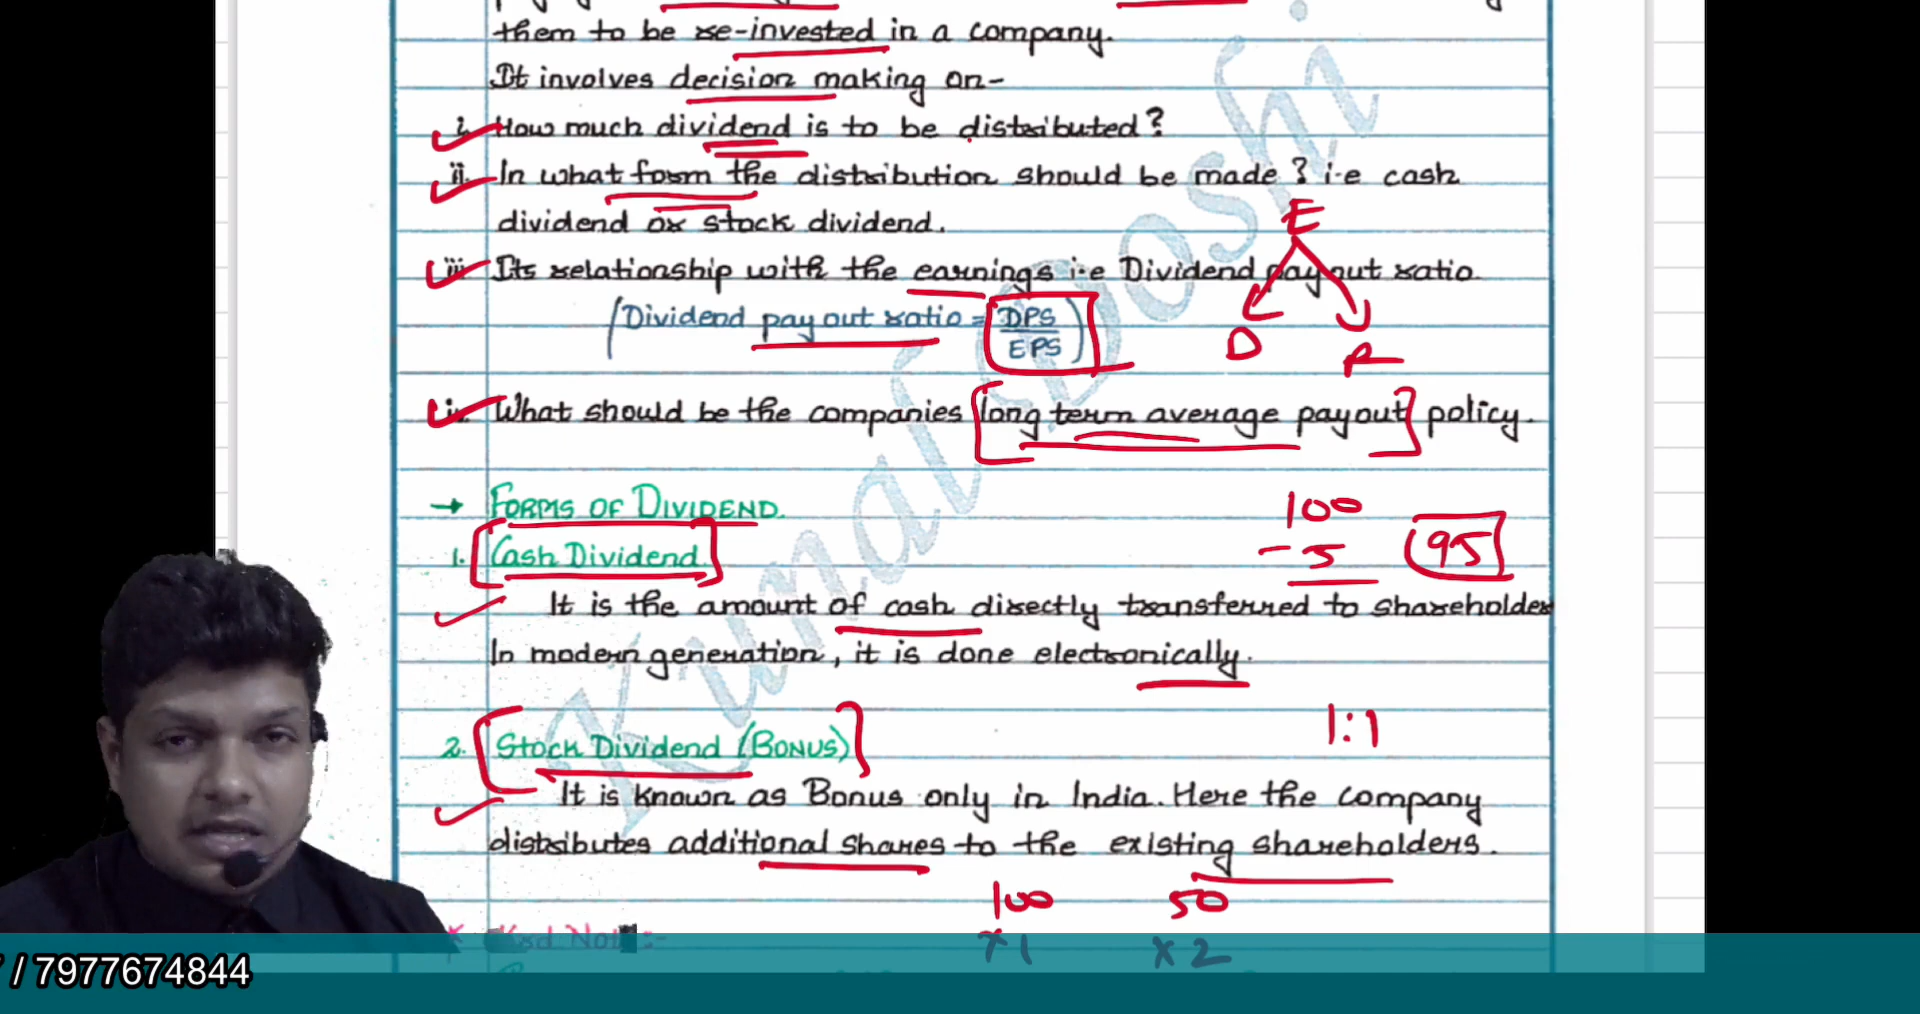 them to be re-invested in a company.
It involves decision making on-
i. How much dividend is to be distributed?
ii. In what form the distribution should be made? i.e cash
dividend or stock dividend.
E
iii. Its relationship with the earnings i.e Dividend pay out ratio
(Dividend pay out ratio = DPS
EPS)
D R
iv. What should be the companies long term average payout policy.
→ FORMS OF DIVIDEND.
100
1. Cash Dividend.
- 5 95
It is the amount of cash directly transferred to shareholder
In modern generation, it is done electronically.
1:1
2. Stock Dividend (BONUS)
It is known as Bonus only in India. Here the company
distributes additional shares to the existing shareholders.
100 50
x 1 x 2
/ 7977674844
Kunal Doshi.